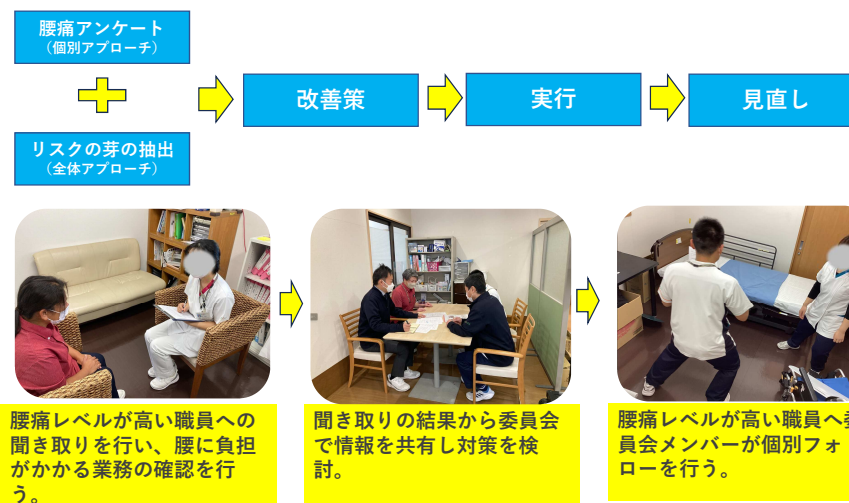 腰痛アンケート
(個別アプローチ)
リスクの芽の抽出
(全体アプローチ)
改善策
実行
見直し
腰痛レベルが高い職員への
聞き取りを行い、腰に負担
がかかる業務の確認を行
う。
聞き取りの結果から委員会
で情報を共有し対策を検
討。
腰痛レベルが高い職員へ委
員会メンバーが個別フォ
ローを行う。